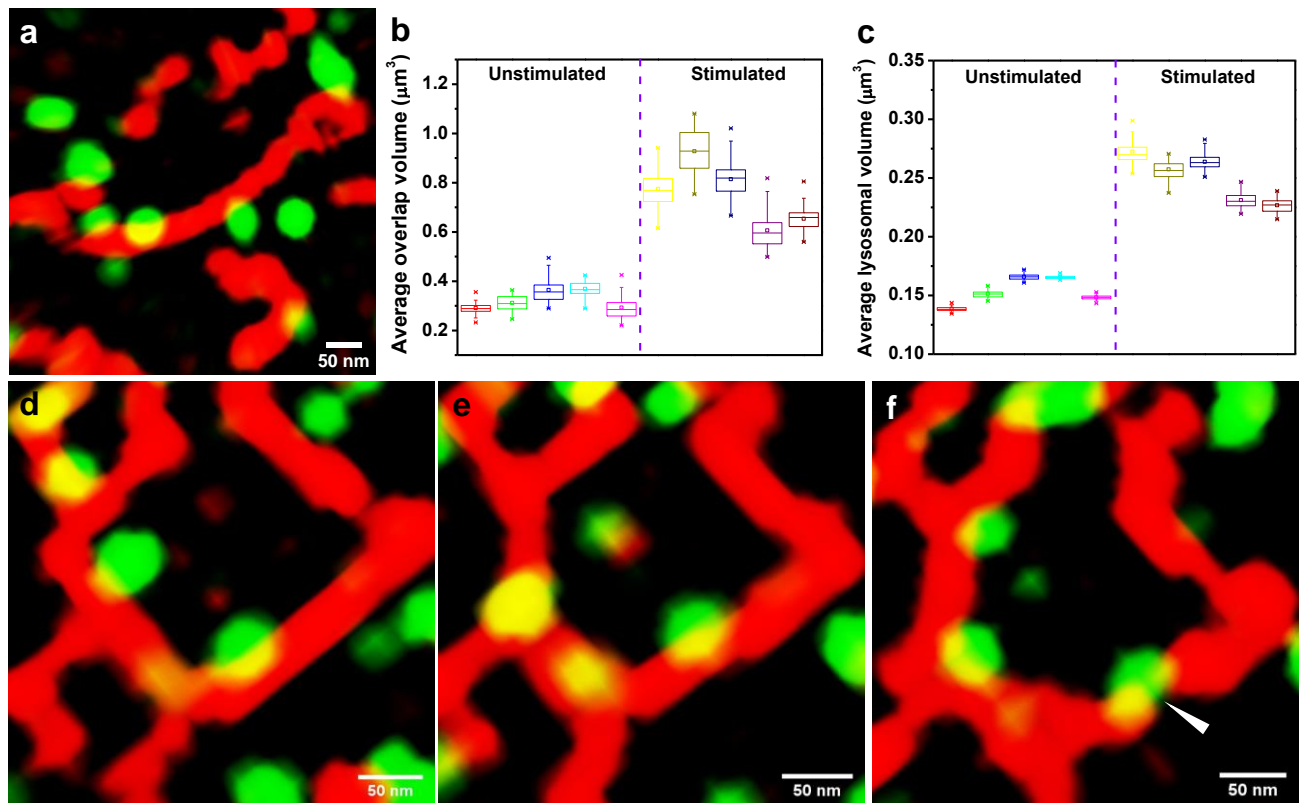 a
50 nm
b
Average overlap volume (μm³)
1.2
1.0
0.8
0.6
0.4
0.2
Unstimulated
Stimulated
c
Average lysosomal volume (μm³)
0.35
0.30
0.25
0.20
0.15
0.10
Unstimulated
Stimulated
d
50 nm
e
50 nm
f
50 nm